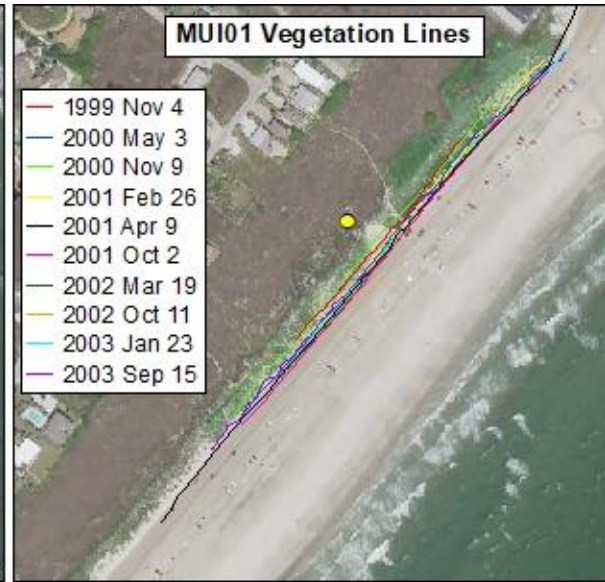 MUI01 Vegetation Lines
1999 Nov 4
2000 May 3
2000 Nov 9
2001 Feb 26
2001 Apr 9
2001 Oct 2
2002 Mar 19
2002 Oct 11
2003 Jan 23
2003 Sep 15